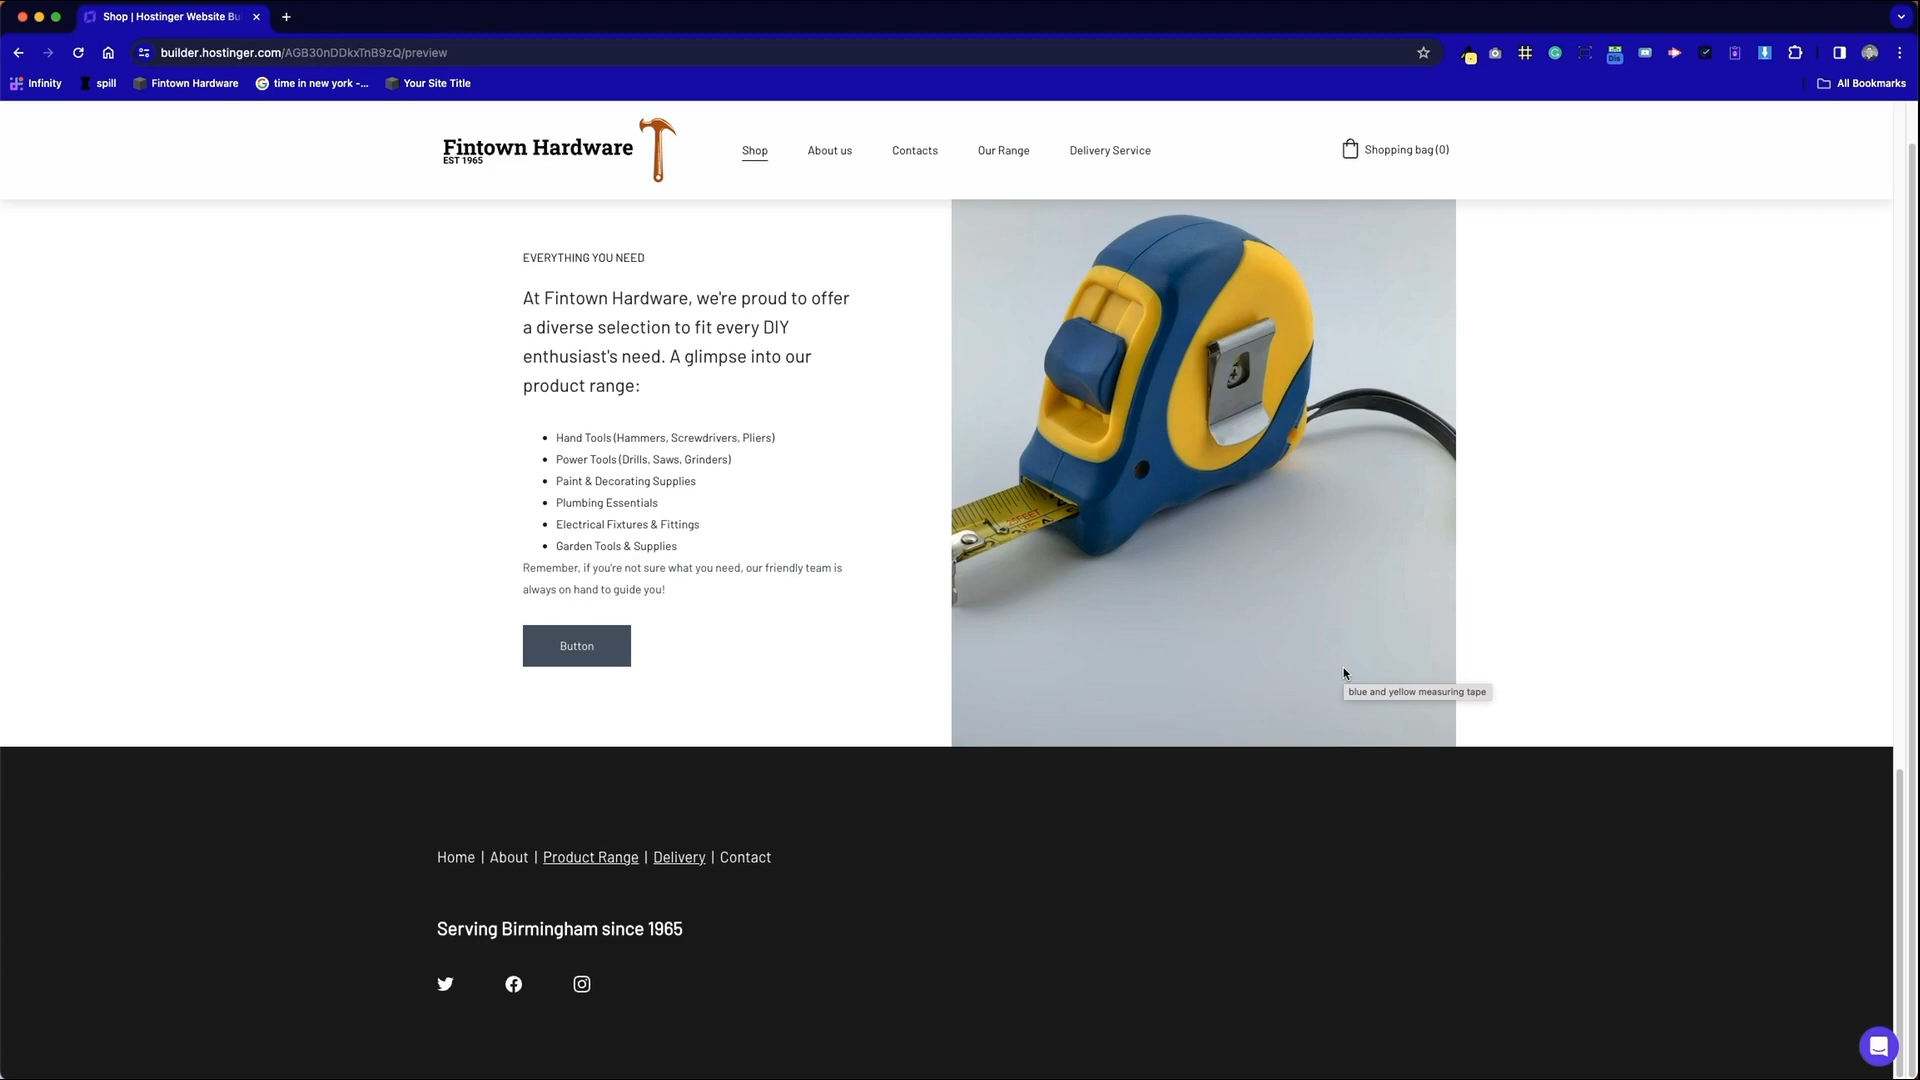 Shop | Hostinger Website Bu
builder.hostinger.com/AGB30nDDkxTnB9zQ/preview
Infinity
spill
Fintown Hardware
time in new york -...
Your Site Title
All Bookmarks
Fintown Hardware
EST 1965
Shop
About us
Contacts
Our Range
Delivery Service
Shopping bag (0)
EVERYTHING YOU NEED
At Fintown Hardware, we're proud to offer
a diverse selection to fit every DIY
enthusiast's need. A glimpse into our
product range:
Hand Tools (Hammers, Screwdrivers, Pliers)
Power Tools (Drills, Saws, Grinders)
Paint & Decorating Supplies
Plumbing Essentials
Electrical Fixtures & Fittings
Garden Tools & Supplies
Remember, if you're not sure what you need, our friendly team is
always on hand to guide you!
Button
blue and yellow measuring tape
Home | About | Product Range | Delivery | Contact
Serving Birmingham since 1965